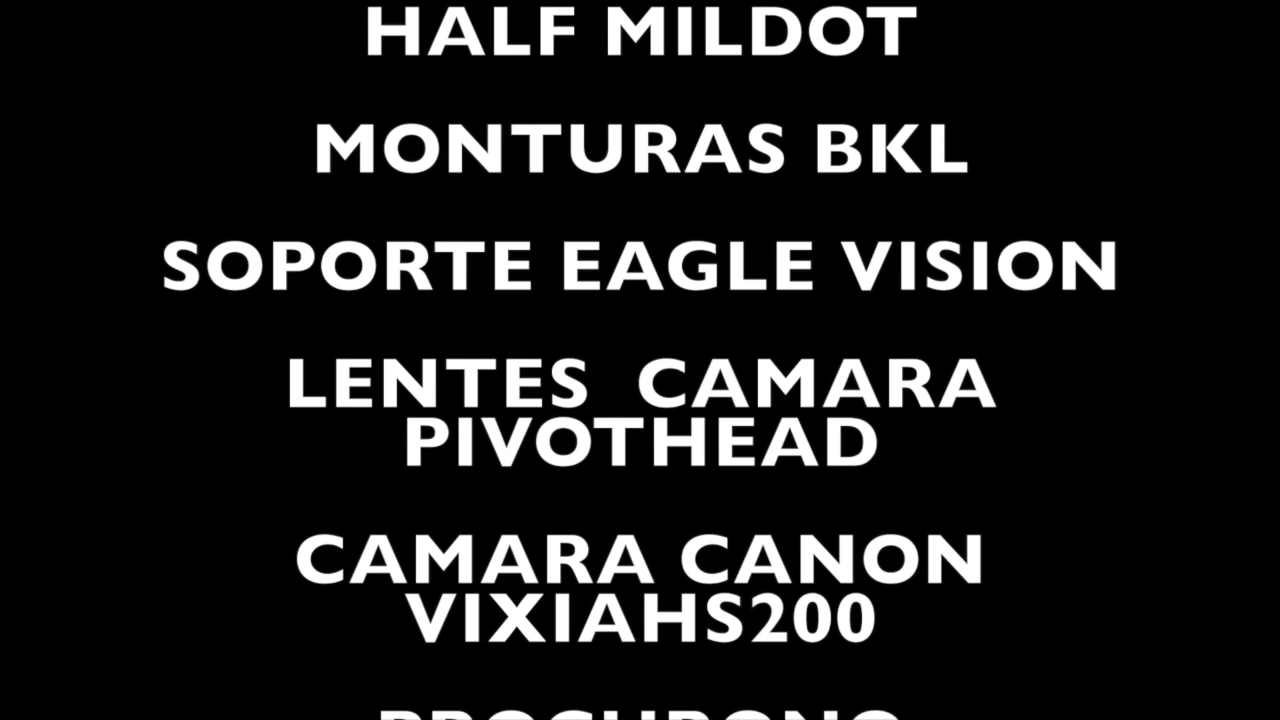 HALF MILDOT
MONTURAS BKL
SOPORTE EAGLE VISION
LENTES  CAMARA
PIVOTHEAD
CAMARA CANON
VIXIAHS200